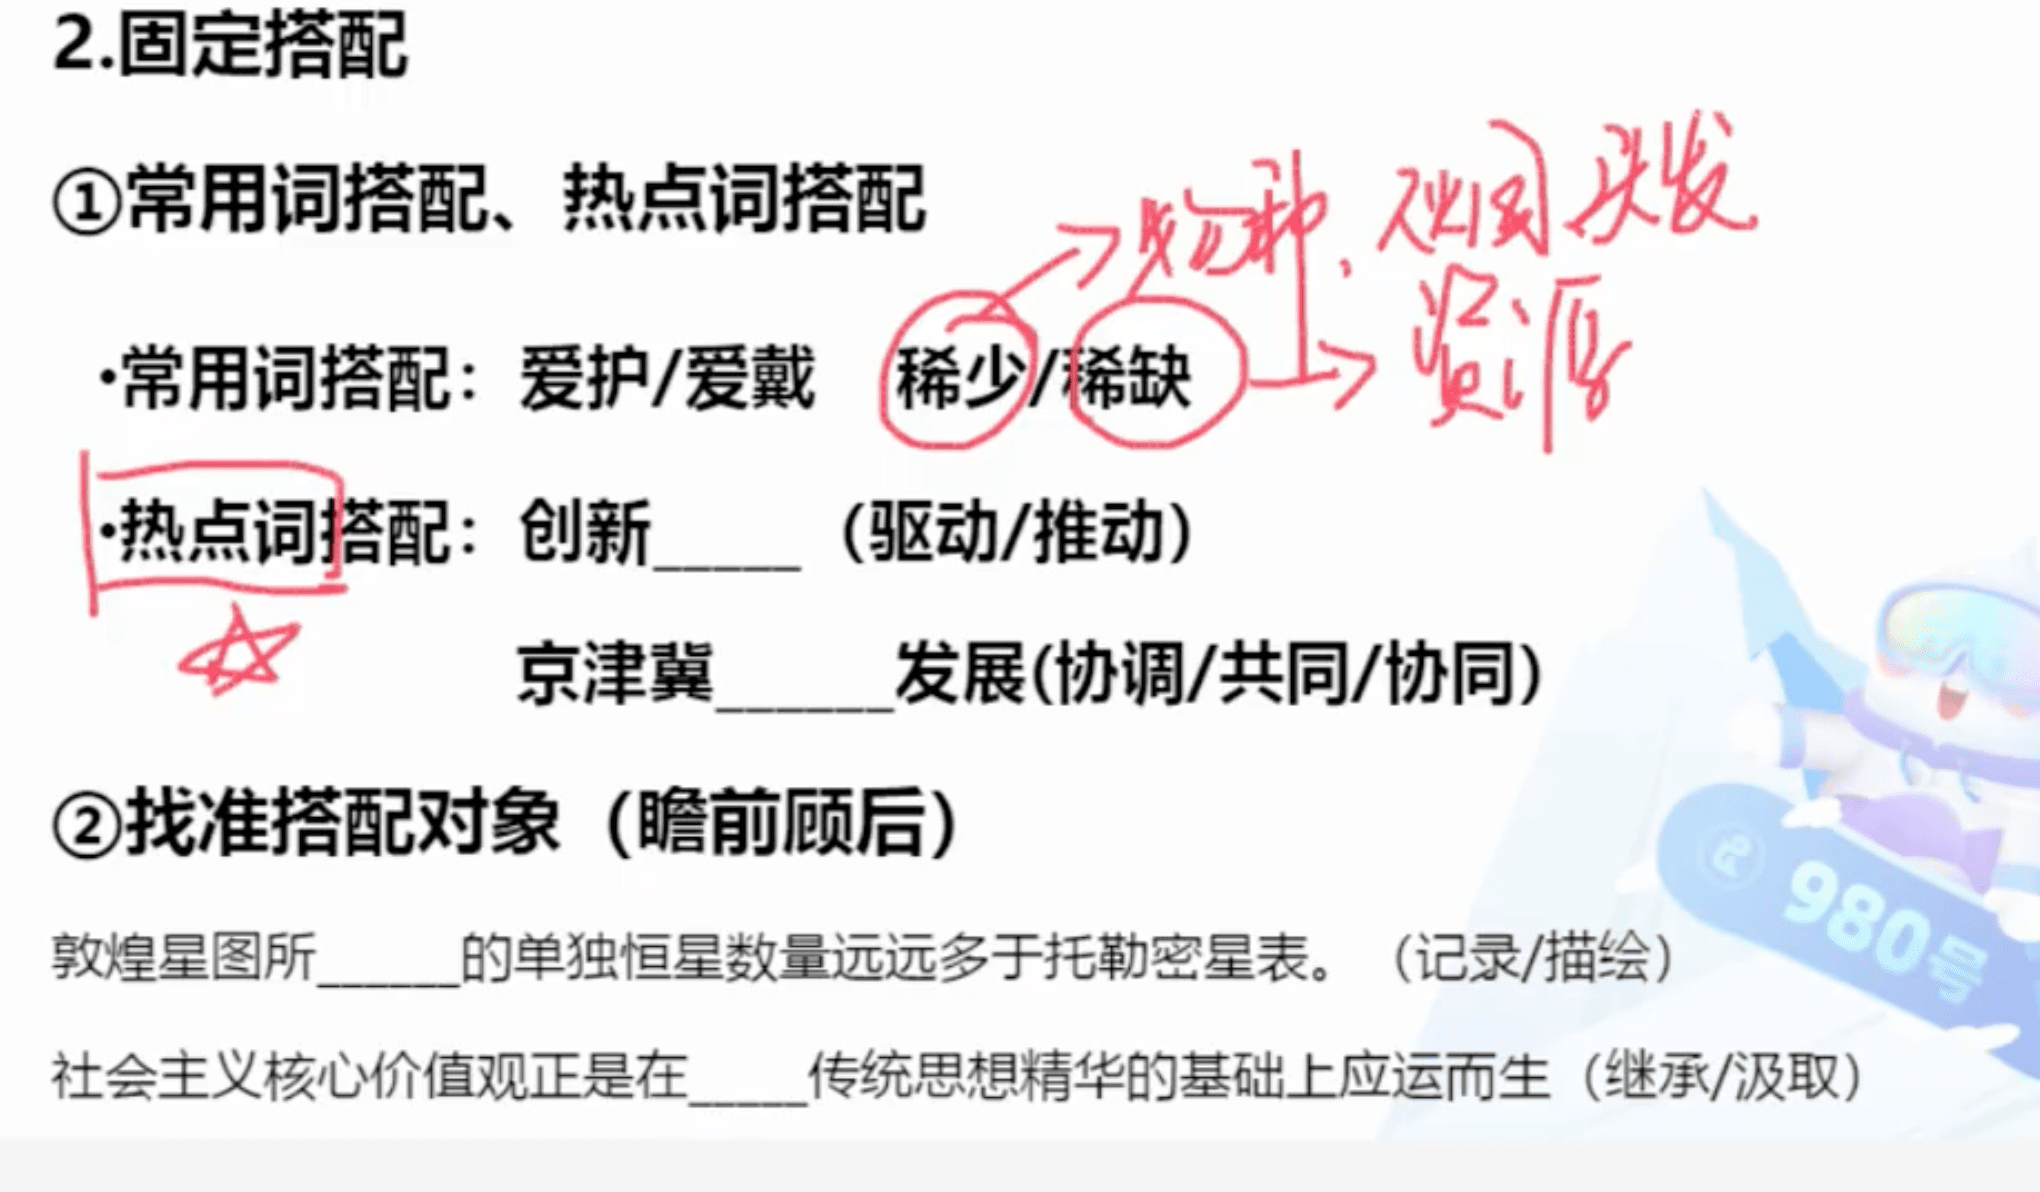 2.固定搭配
①常用词搭配、热点词搭配
物种、人烟 头发
资源
·常用词搭配：爱护/爱戴 稀少/稀缺
·热点词搭配：创新_____（驱动/推动）
京津冀______发展(协调/共同/协同)
②找准搭配对象（瞻前顾后）
敦煌星图所______的单独恒星数量远远多于托勒密星表。（记录/描绘）
社会主义核心价值观正是在_____传统思想精华的基础上应运而生（继承/汲取）
980号